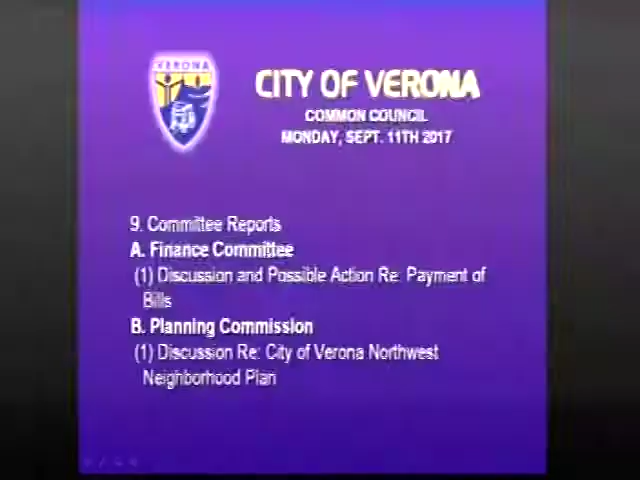 VERONA
CITY OF VERONA
COMMON COUNCIL
MONDAY, SEPT. 11TH 2017
9. Committee Reports
A. Finance Committee
(1) Discussion and Possible Action Re: Payment of
Bills
B. Planning Commission
(1) Discussion Re: City of Verona Northwest
Neighborhood Plan